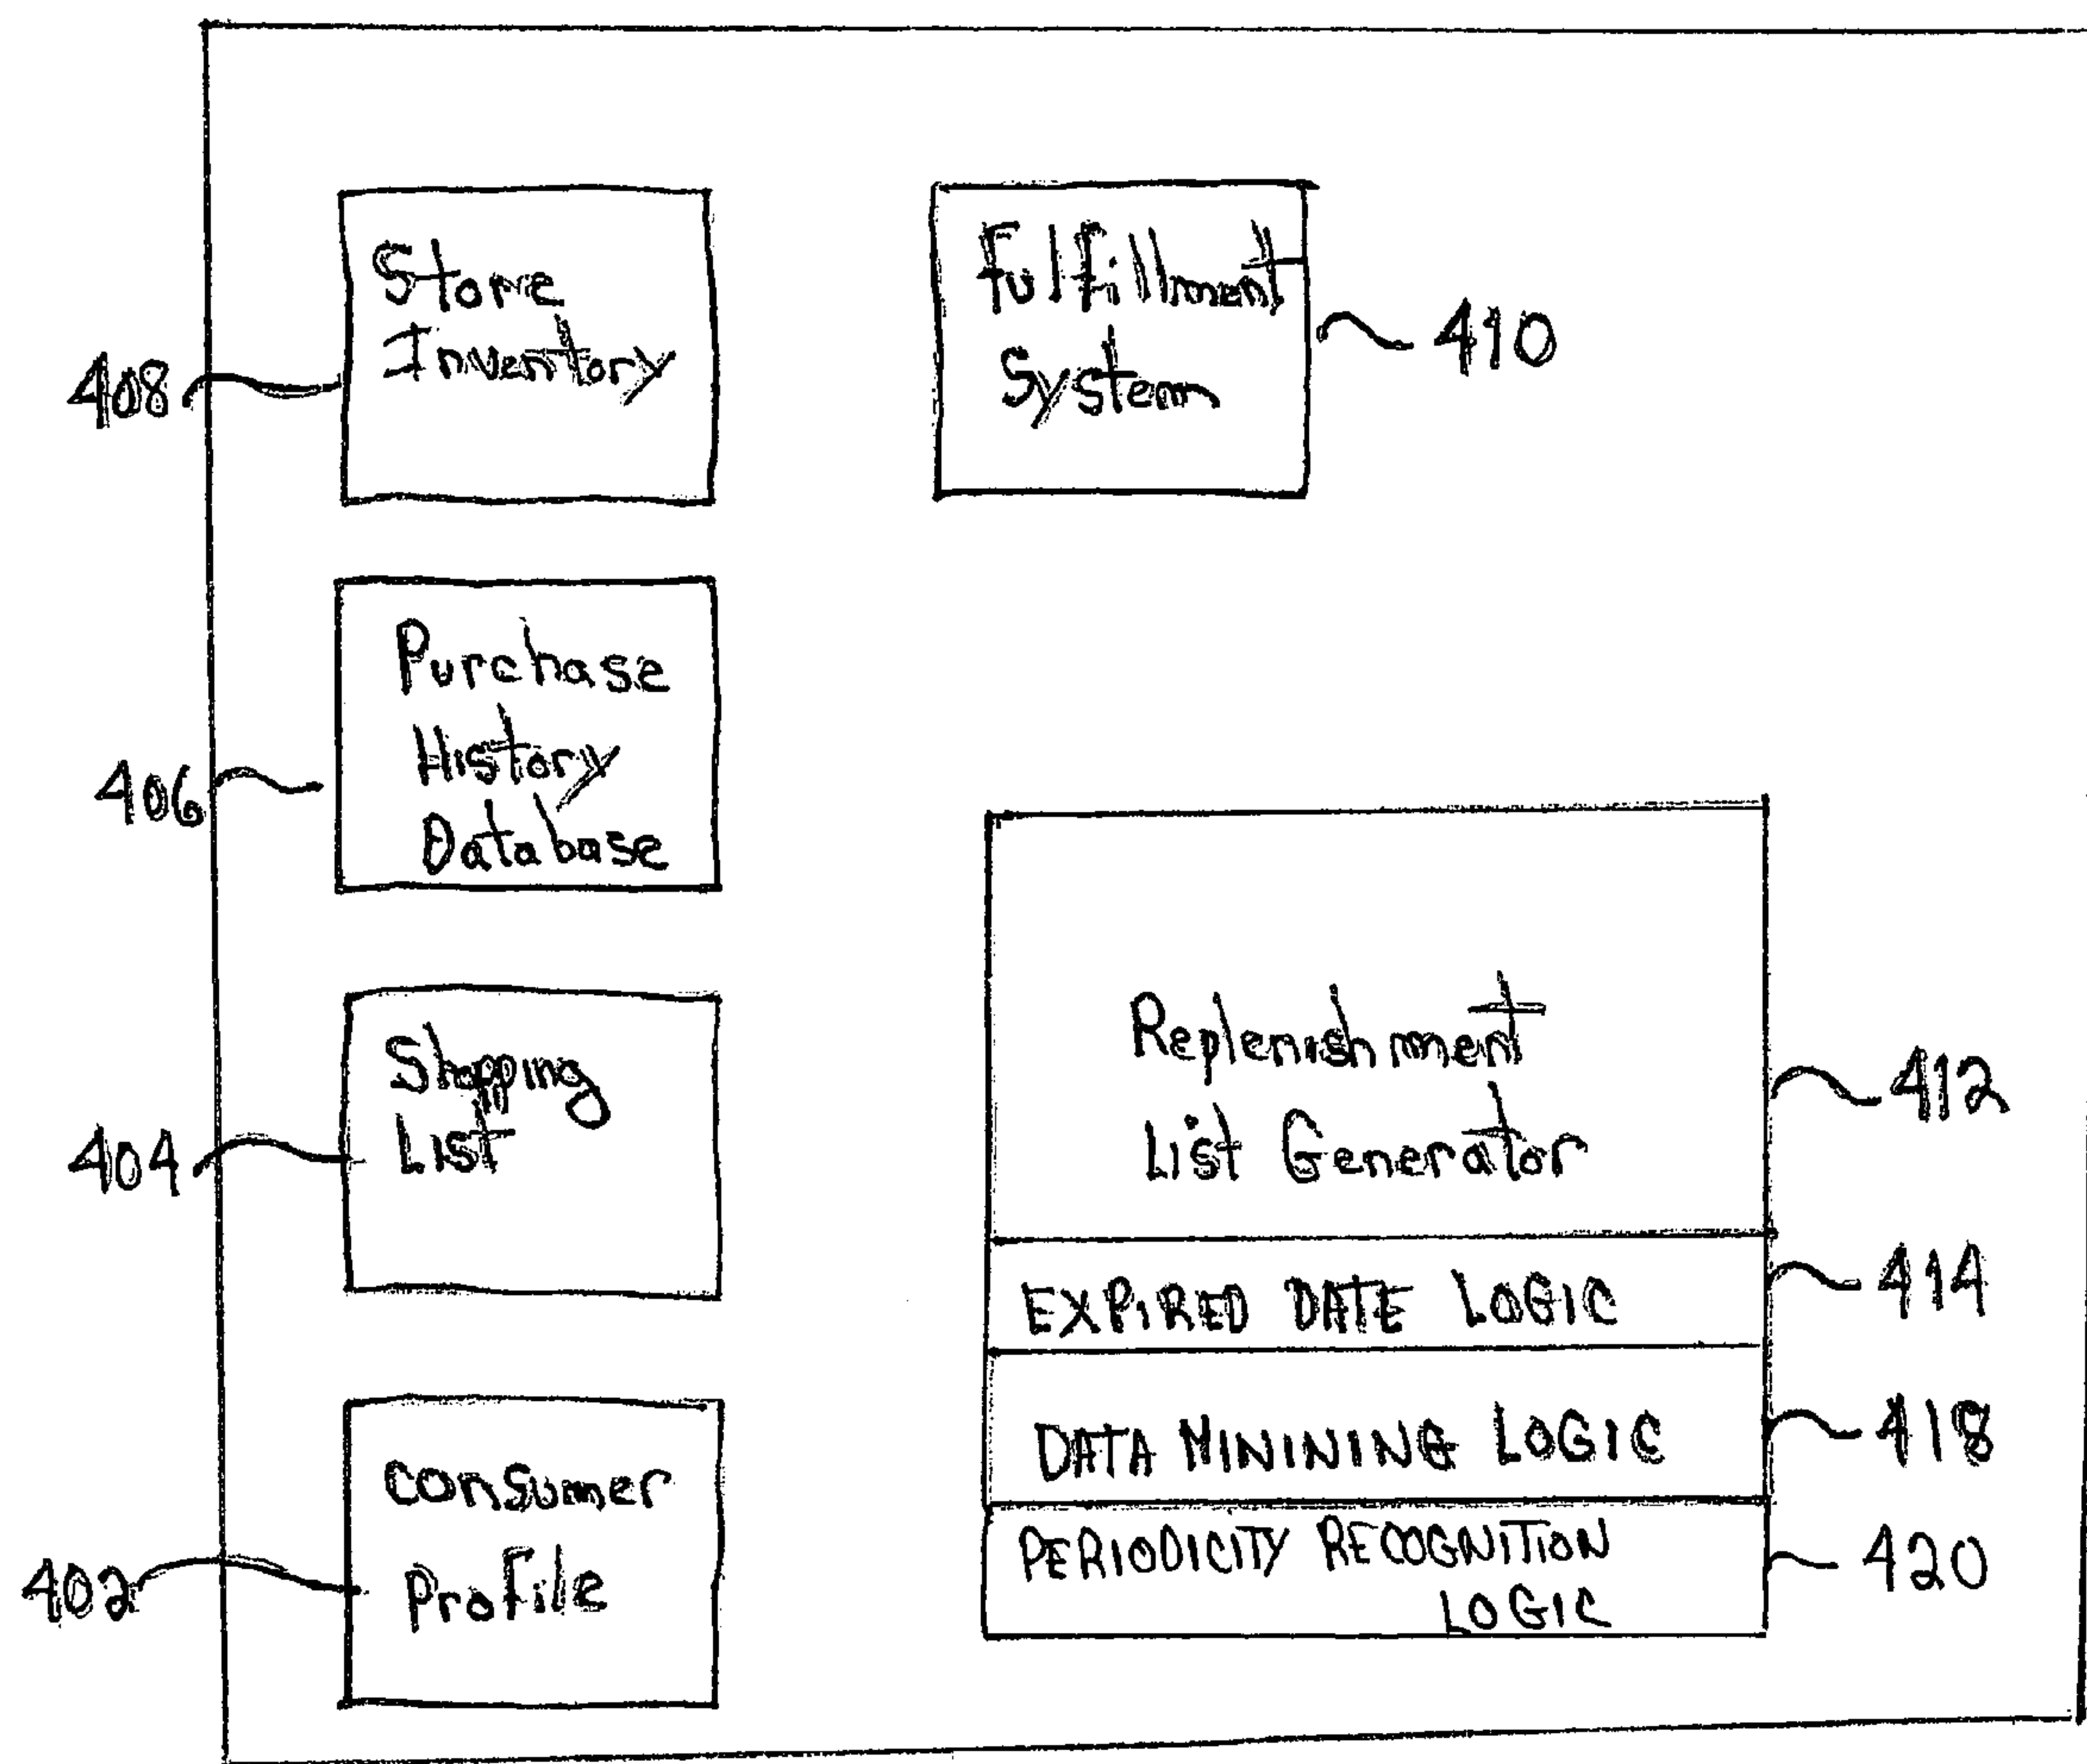 Store
Inventory
408
Fulfillment
System
410
Purchase
History
Database
406
Shopping
List
404
Consumer
Profile
402
Replenishment
List Generator
412
EXPIRED DATE LOGIC
414
DATA MININING LOGIC
418
PERIODICITY RECOGNITION
LOGIC
420